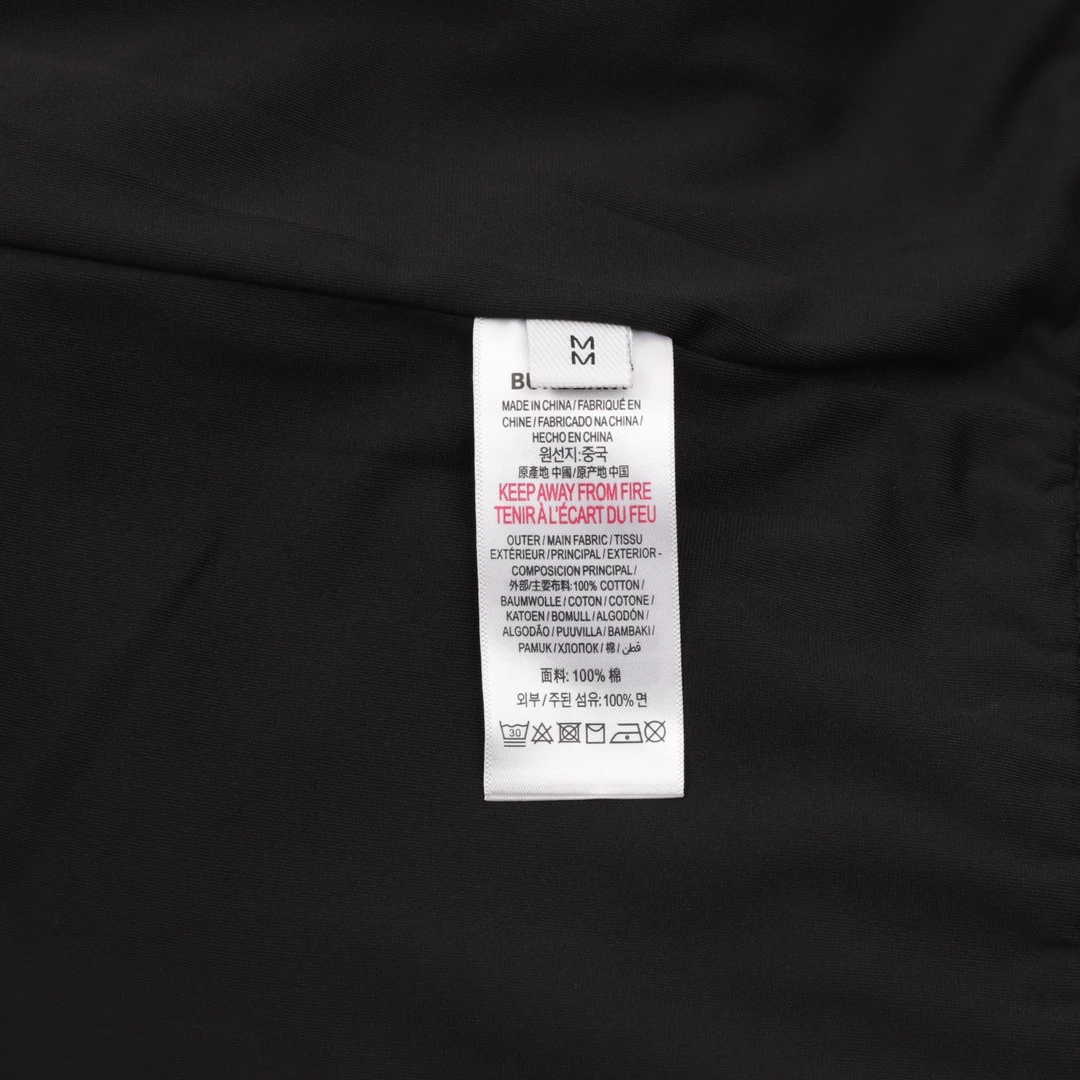 M
M
MADE IN CHINA / FABRIQUÉ EN
CHINE / FABRICADO NA CHINA /
HECHO EN CHINA
원선지:중국
原產地 中國/原产地 中国
KEEP AWAY FROM FIRE
TENIR À L'ÉCART DU FEU
OUTER / MAIN FABRIC / TISSU
EXTÉRIEUR / PRINCIPAL / EXTERIOR -
COMPOSICION PRINCIPAL /
外部/主要布料:100% COTTON /
BAUMWOLLE / COTON / COTONE /
KATOEN / BOMULL / ALGODÓN /
ALGODÃO / PUUVILLA / BAMBAKI /
PAMUK / ХЛОПОК / 棉 / قطن
面料: 100% 棉
외부 / 주된 섬유: 100% 면
30